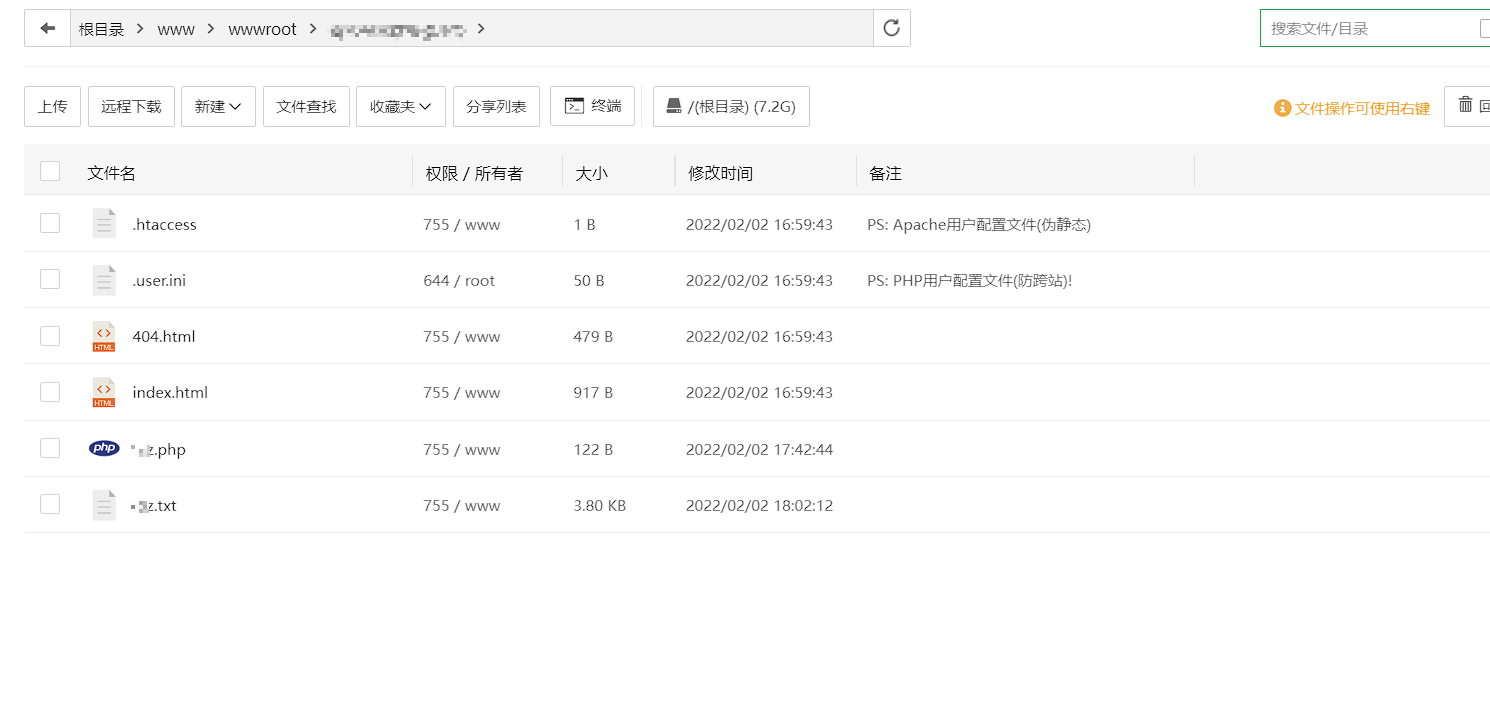 根目录 www wwwroot
搜索文件/目录
上传 远程下载 新建 文件查找 收藏夹 分享列表 终端 /(根目录) (7.2G) 文件操作可使用右键
文件名 权限 / 所有者 大小 修改时间 备注
.htaccess 755 / www 1 B 2022/02/02 16:59:43 PS: Apache用户配置文件(伪静态)
.user.ini 644 / root 50 B 2022/02/02 16:59:43 PS: PHP用户配置文件(防跨站)!
HTML 404.html 755 / www 479 B 2022/02/02 16:59:43
HTML index.html 755 / www 917 B 2022/02/02 16:59:43
php z.php 755 / www 122 B 2022/02/02 17:42:44
z.txt 755 / www 3.80 KB 2022/02/02 18:02:12